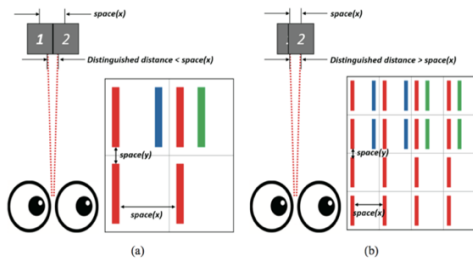 space(x)
1 2
Distinguished distance < space(x)
space(y)
space(x)
(a)
space(x)
2
Distinguished distance > space(x)
space(y)
space(x)
(b)